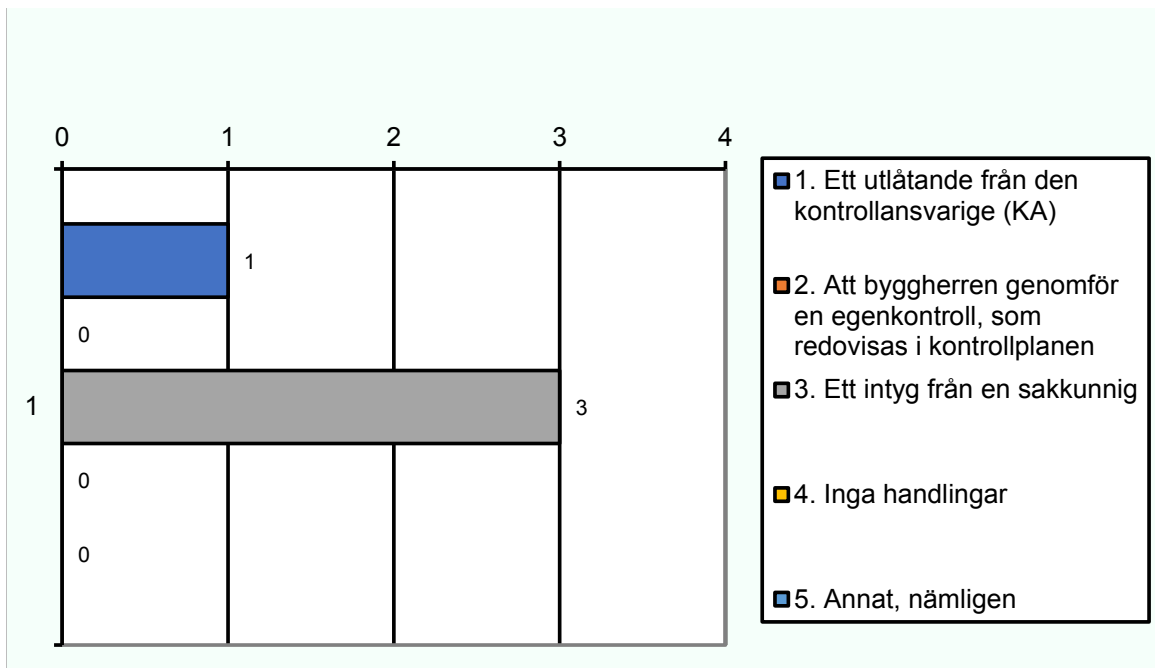 0 1 2 3 4
1
0
1
3
0
0
1. Ett utlåtande från den
kontrollansvarige (KA)
2. Att byggherren genomför
en egenkontroll, som
redovisas i kontrollplanen
3. Ett intyg från en sakkunnig
4. Inga handlingar
5. Annat, nämligen